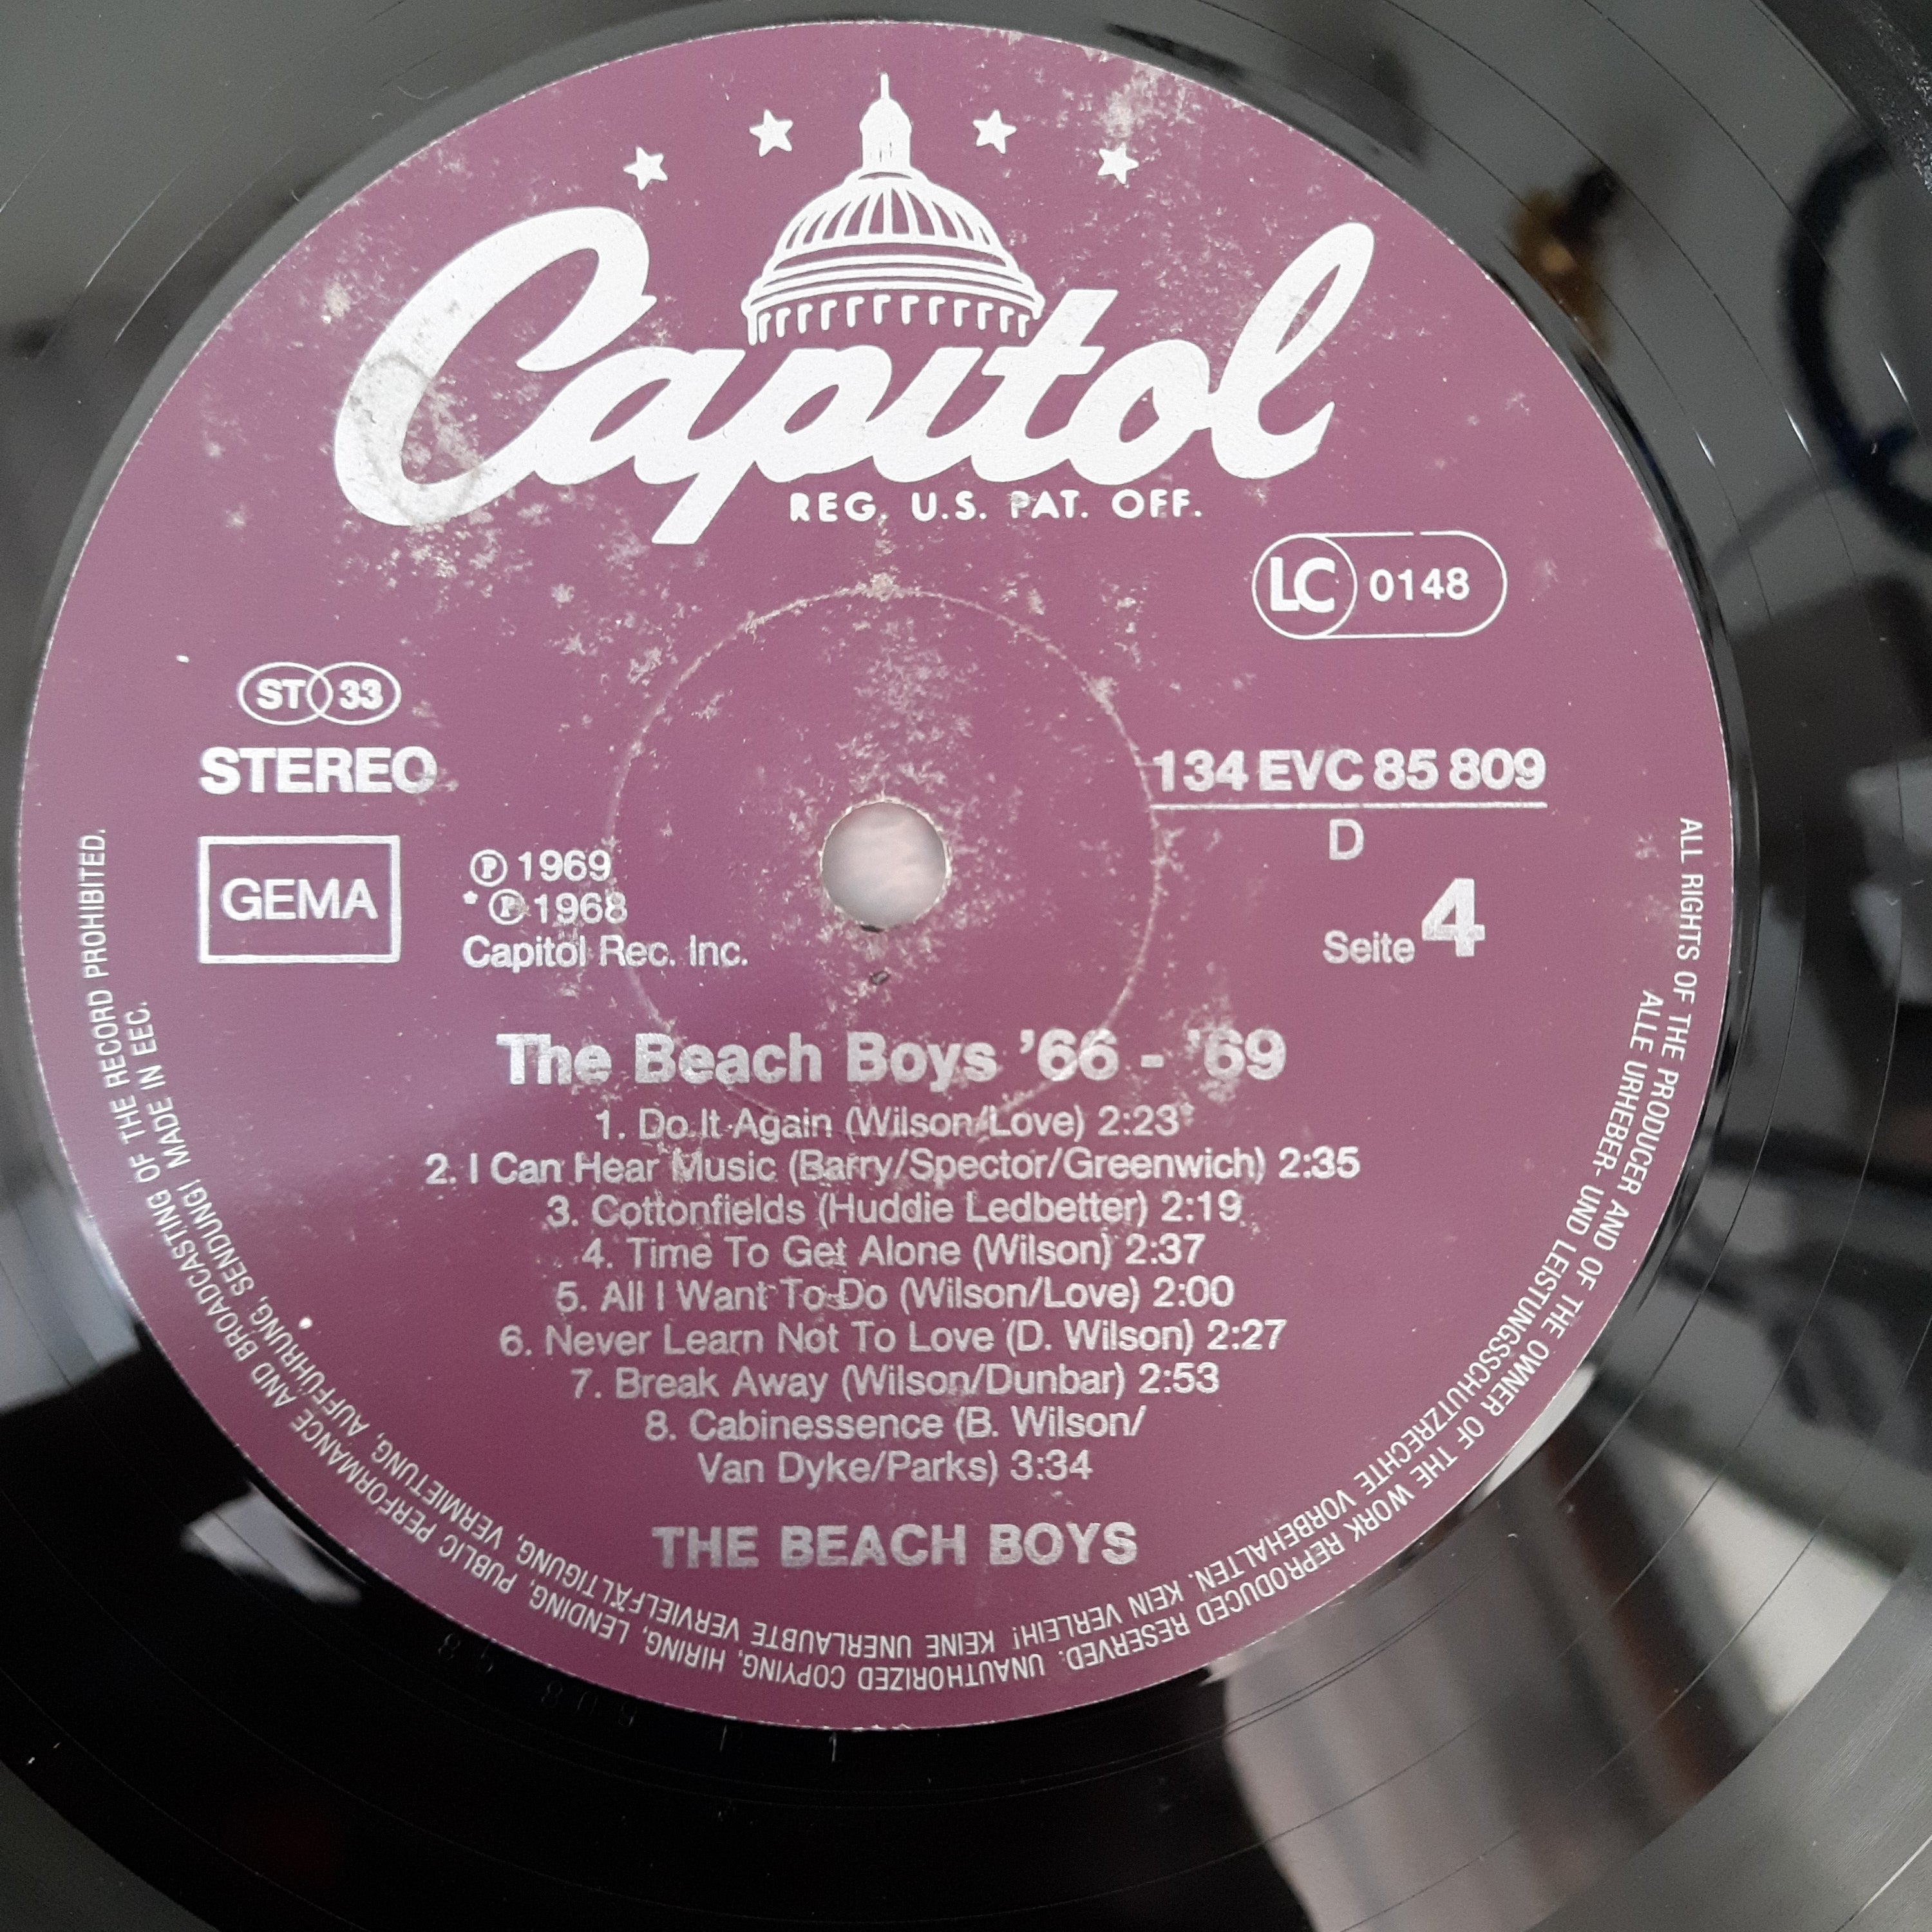 Capitol
REG. U.S. PAT. OFF.
LC 0148
ST 33
STEREO
134 EVC 85 809
D
GEMA
Ⓟ 1969
*Ⓟ 1968
Capitol Rec. Inc.
Seite 4
The Beach Boys '66 - '69
1. Do It Again (Wilson/Love) 2:23*
2. I Can Hear Music (Barry/Spector/Greenwich) 2:35
3. Cottonfields (Huddie Ledbetter) 2:19
4. Time To Get Alone (Wilson) 2:37
5. All I Want To Do (Wilson/Love) 2:00
6. Never Learn Not To Love (D. Wilson) 2:27
7. Break Away (Wilson/Dunbar) 2:53
8. Cabinessence (B. Wilson/
Van Dyke/Parks) 3:34
THE BEACH BOYS
ALL RIGHTS OF THE PRODUCER AND OF THE OWNER OF THE WORK REPRODUCED RESERVED. UNAUTHORIZED COPYING, HIRING, LENDING, PUBLIC PERFORMANCE AND BROADCASTING OF THE RECORD PROHIBITED.
ALLE URHEBER- UND LEISTUNGSSCHUTZRECHTE VORBEHALTEN. KEIN VERLEIH! KEINE UNERLAUBTE VERVIELFÄLTIGUNG, VERMIETUNG, AUFFÜHRUNG, SENDUNG! MADE IN EEC.